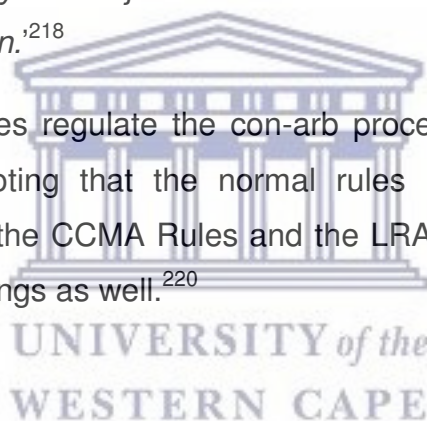 n.'218
es regulate the con-arb proce
oting that the normal rules
the CCMA Rules and the LRA
ngs as well.220
UNIVERSITY of the
WESTERN CAPE